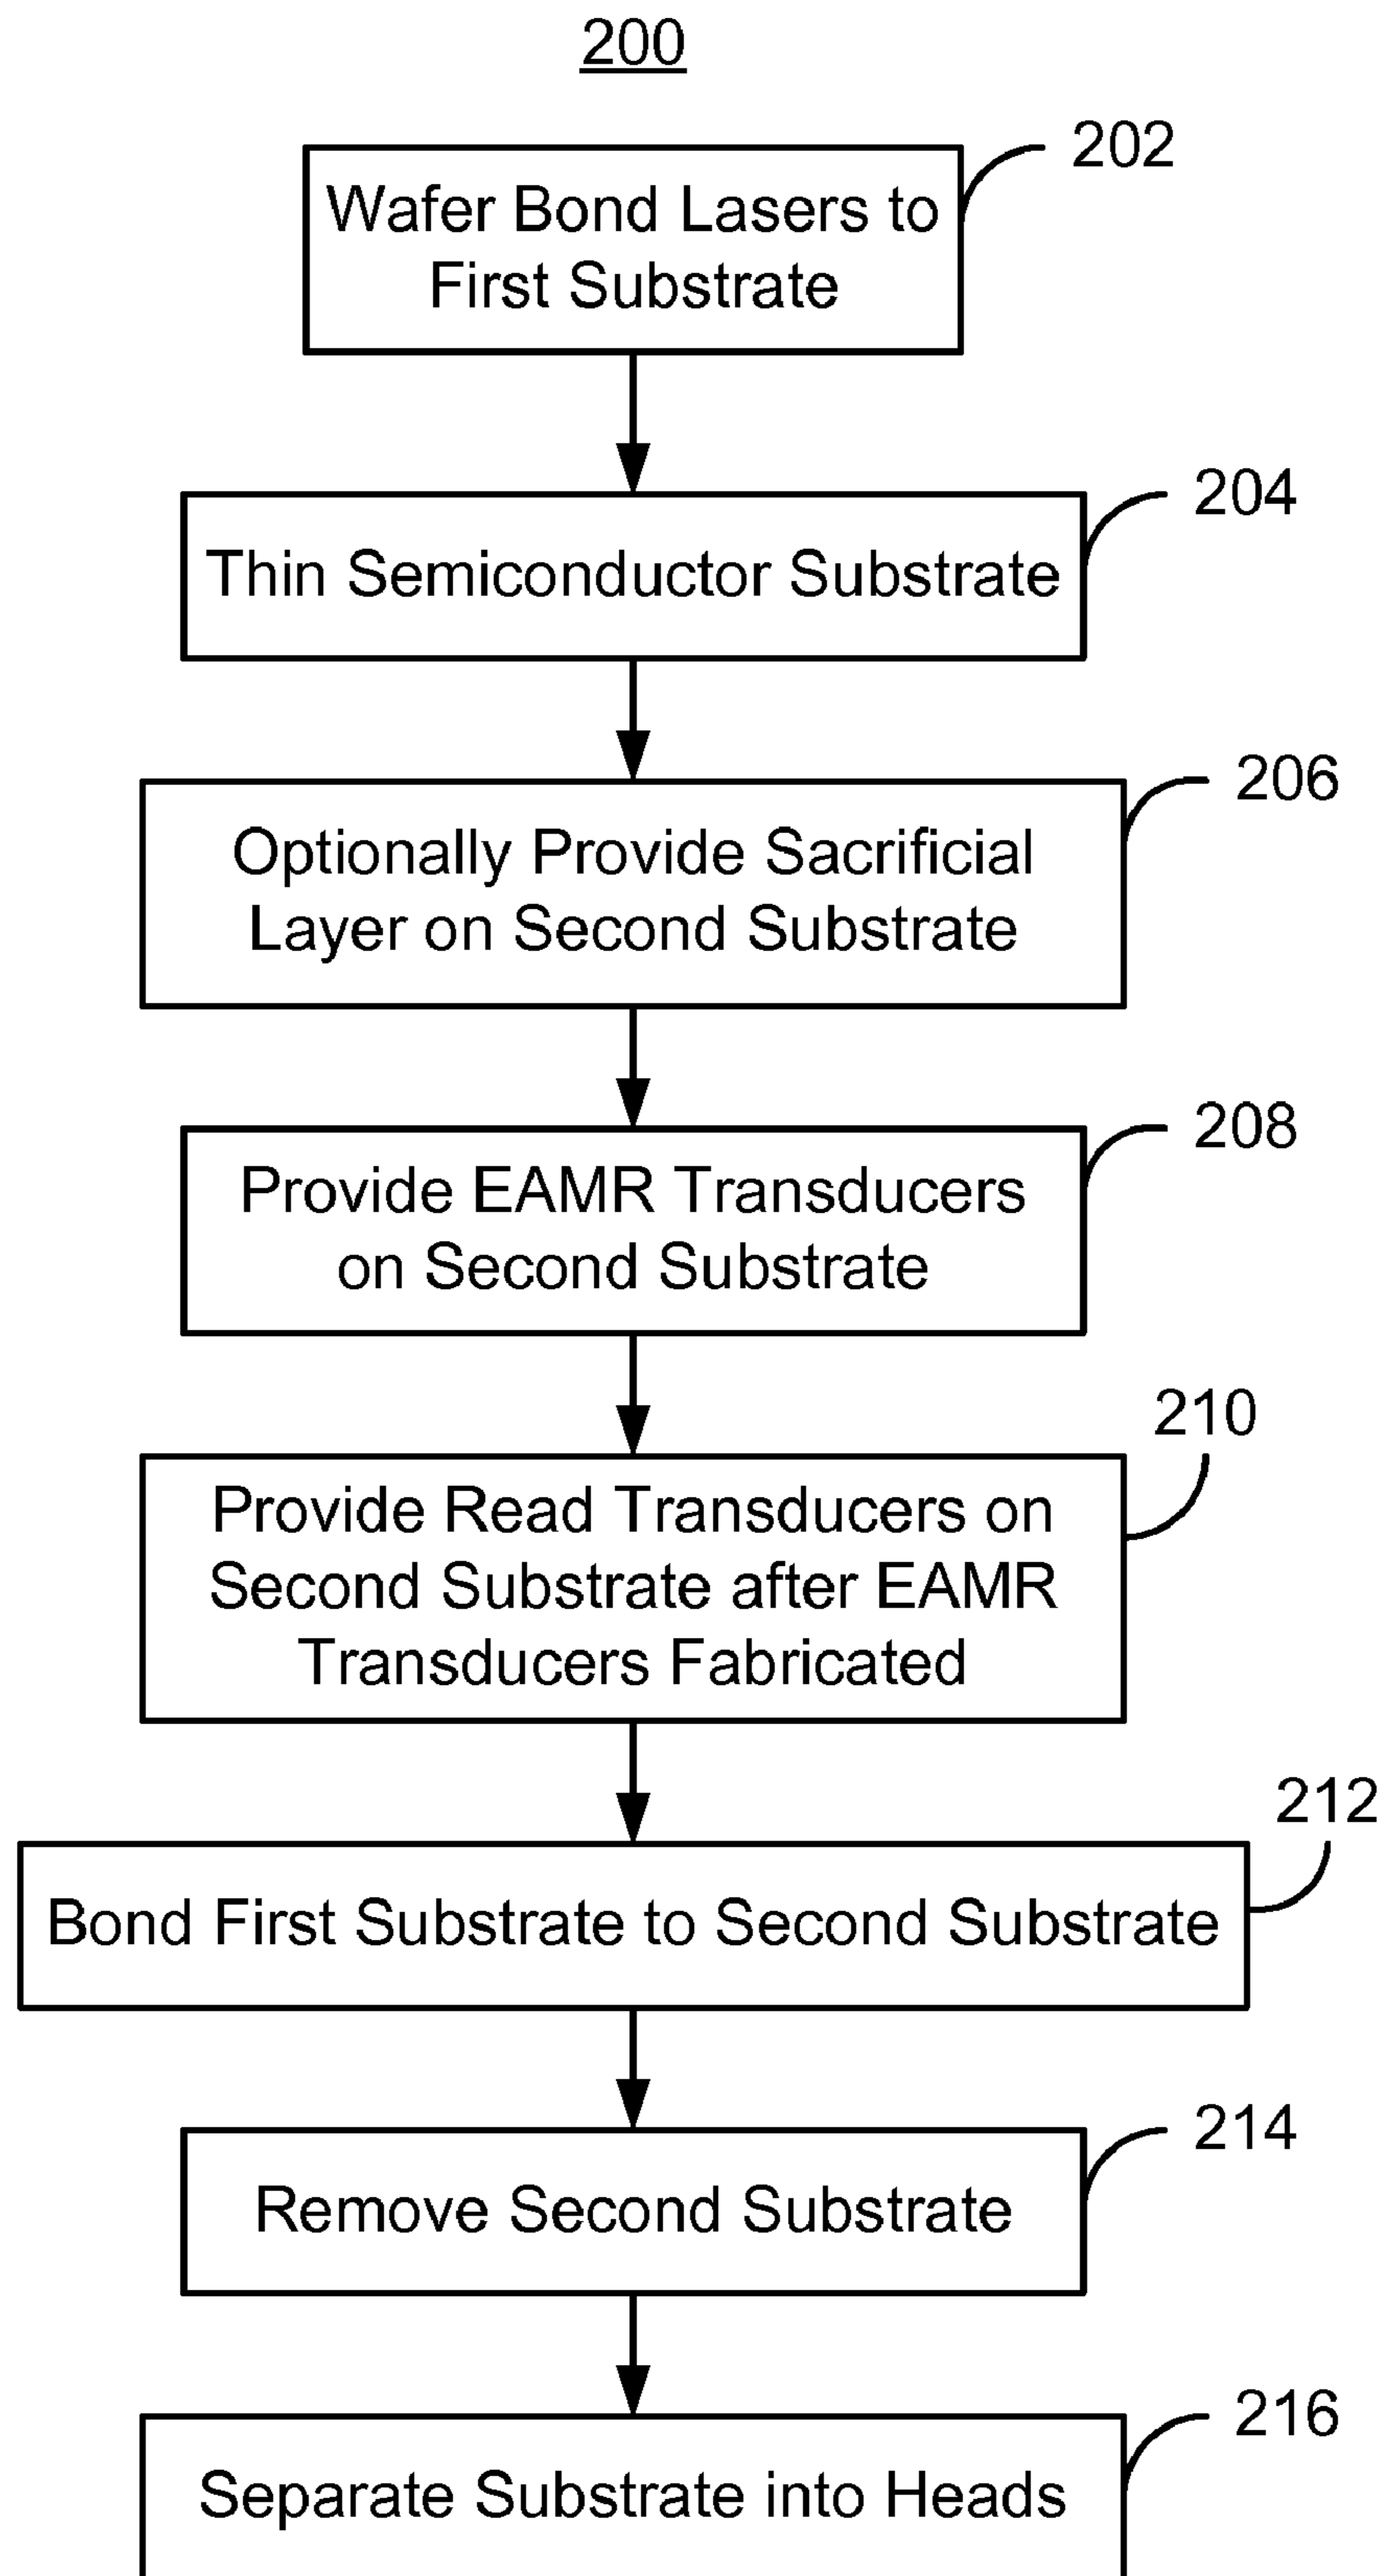 200
202
Wafer Bond Lasers to
First Substrate
204
Thin Semiconductor Substrate
206
Optionally Provide Sacrificial
Layer on Second Substrate
208
Provide EAMR Transducers
on Second Substrate
210
Provide Read Transducers on
Second Substrate after EAMR
Transducers Fabricated
212
Bond First Substrate to Second Substrate
214
Remove Second Substrate
216
Separate Substrate into Heads